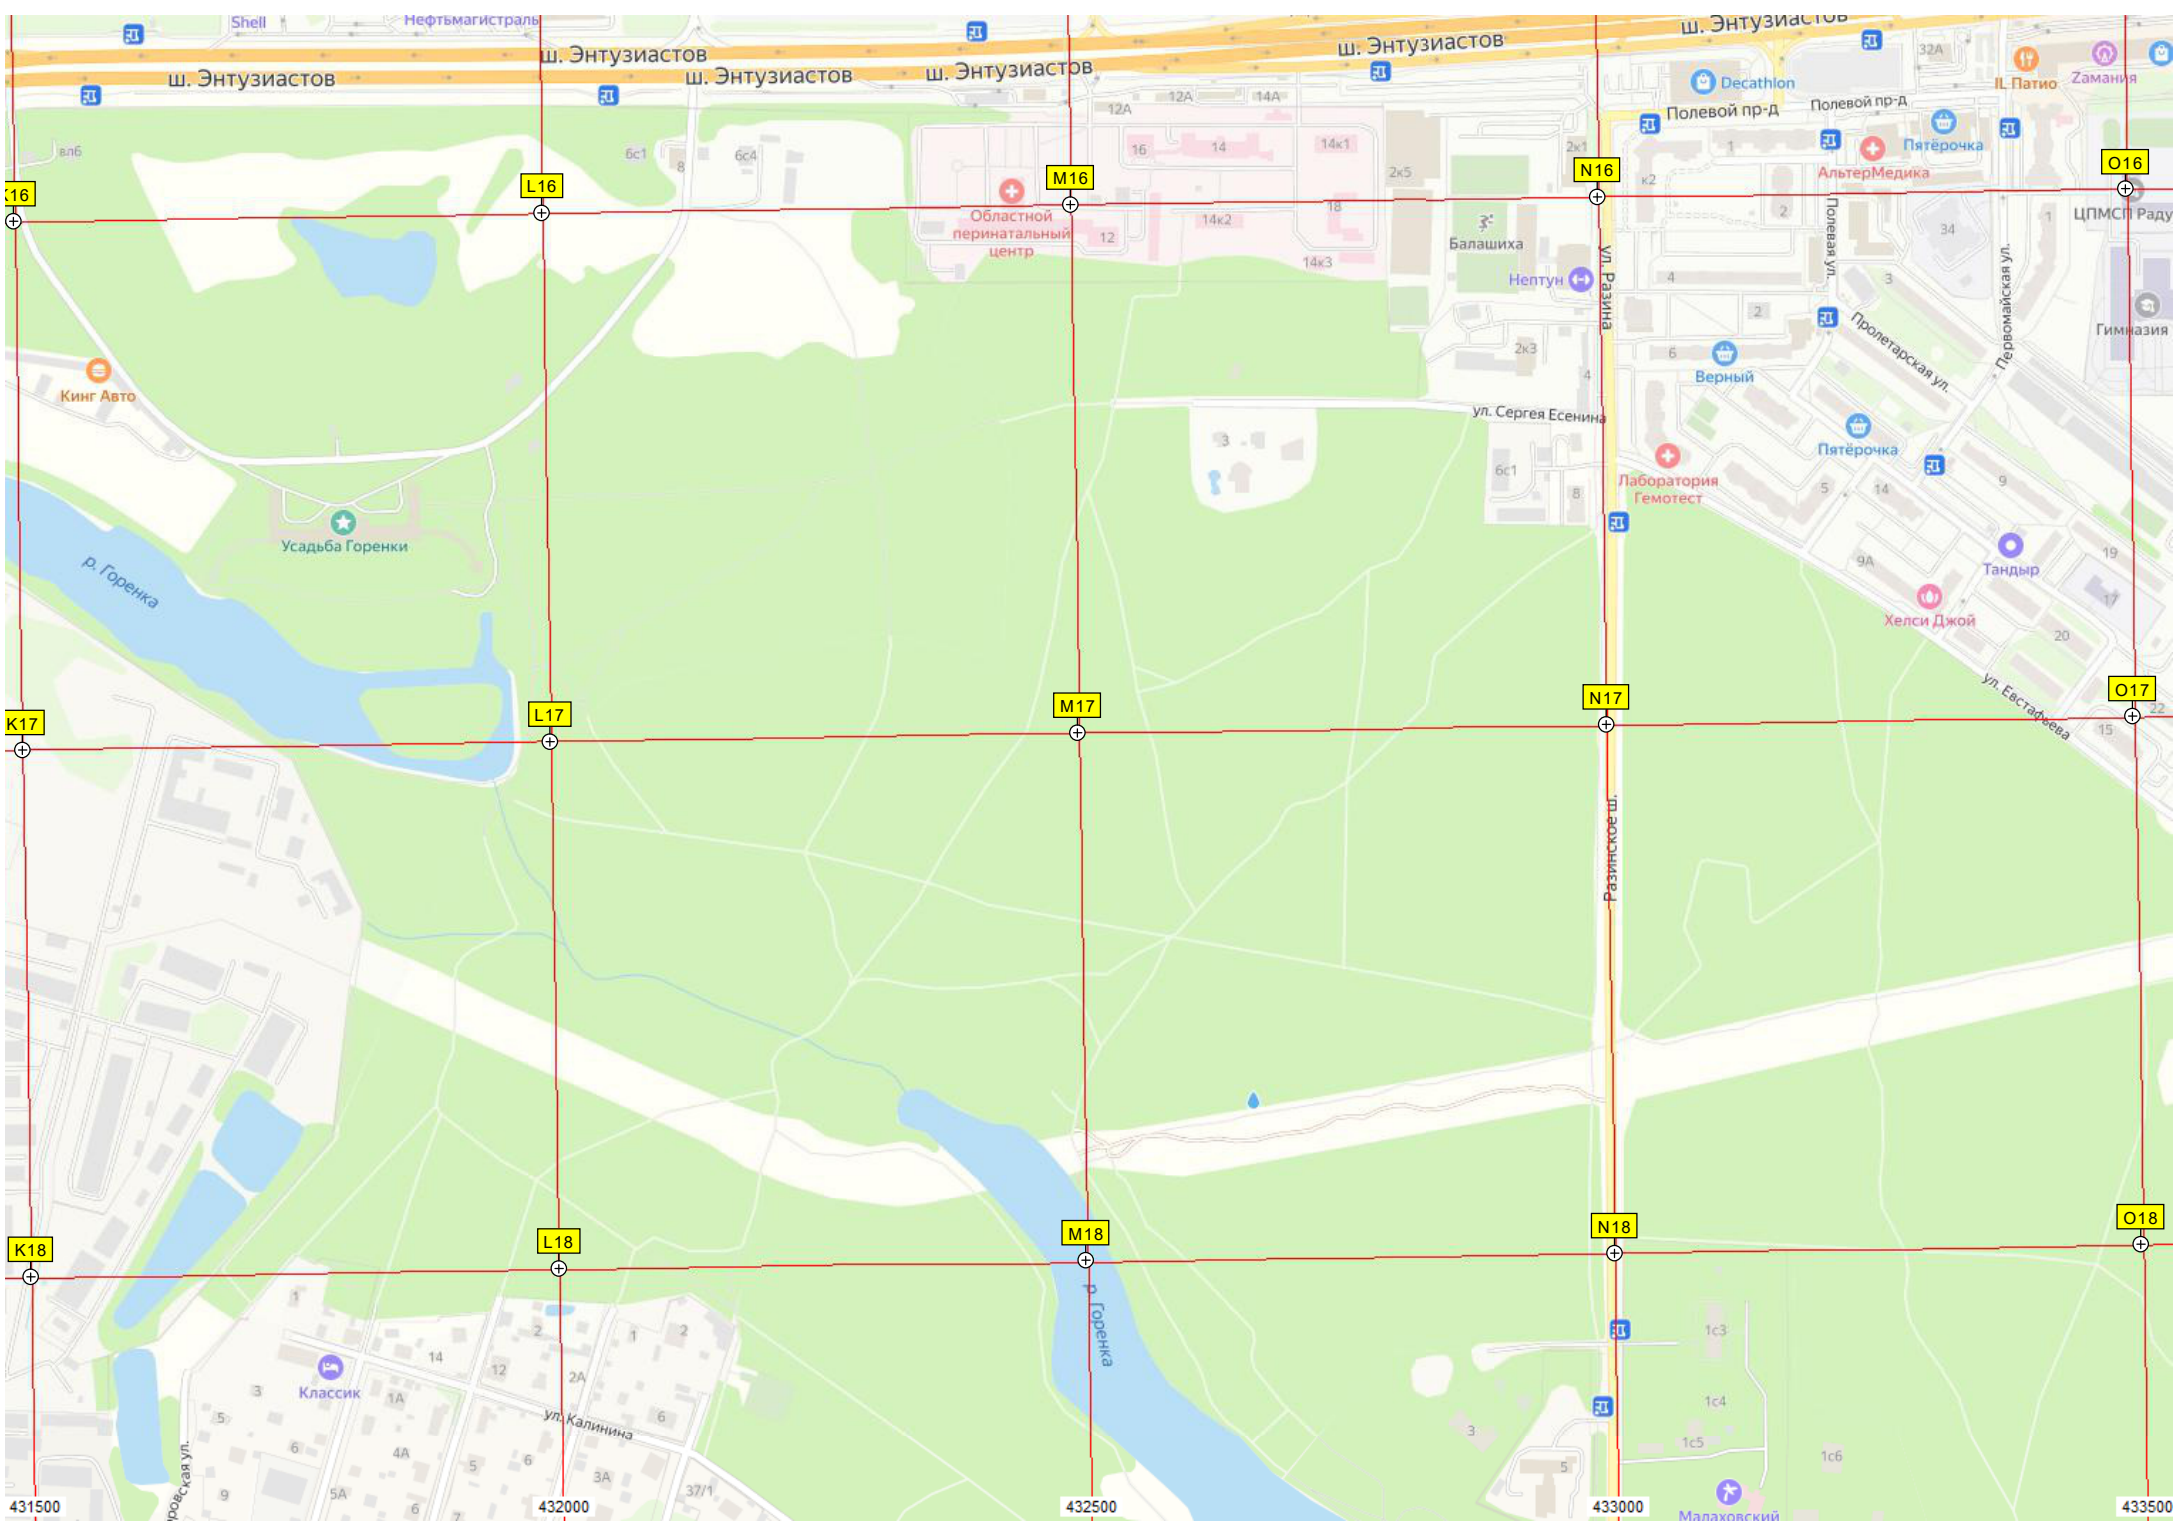 Shell
Нефтьмагистраль
ш. Энтузиастов
ш. Энтузиастов
ш. Энтузиастов
ш. Энтузиастов
ш. Энтузиастов
ш. Энтузиастов
32А
IL Патио
Zамания
Decathlon
Полевой пр-д
Полевой пр-д
12А
12А
14А
вл6
6с1
8
6с4
16
14
14к1
2к5
2к1
к2
1
Пятёрочка
АльтерМедика
K16
L16
M16
N16
O16
Областной
перинатальный
центр
12
14к2
18
14к3
Балашиха
Нептун
ул. Разина
2
4
Полевая ул.
34
1
3
ЦПМСП Раду
Гимназия
Первомайская ул.
2
Пролетарская ул.
6
Верный
2к3
4
Кинг Авто
ул. Сергея Есенина
3
6с1
8
Лаборатория
Гемотест
Пятёрочка
5
14
9
Усадьба Горенки
р. Горенка
9А
Тандыр
19
17
Хелси Джой
20
ул. Евстафьева
22
15
K17
L17
M17
N17
O17
Разинское ш.
K18
L18
M18
N18
O18
р. Горенка
1
2
1
2
14
12
2А
Классик
3
1А
5
6
ул. Калинина
6
4А
5
6
3А
37/1
9
5А
6
7
ровская ул.
1с3
1с4
1с5
1с6
3
5
Малаховский
431500
432000
432500
433000
433500